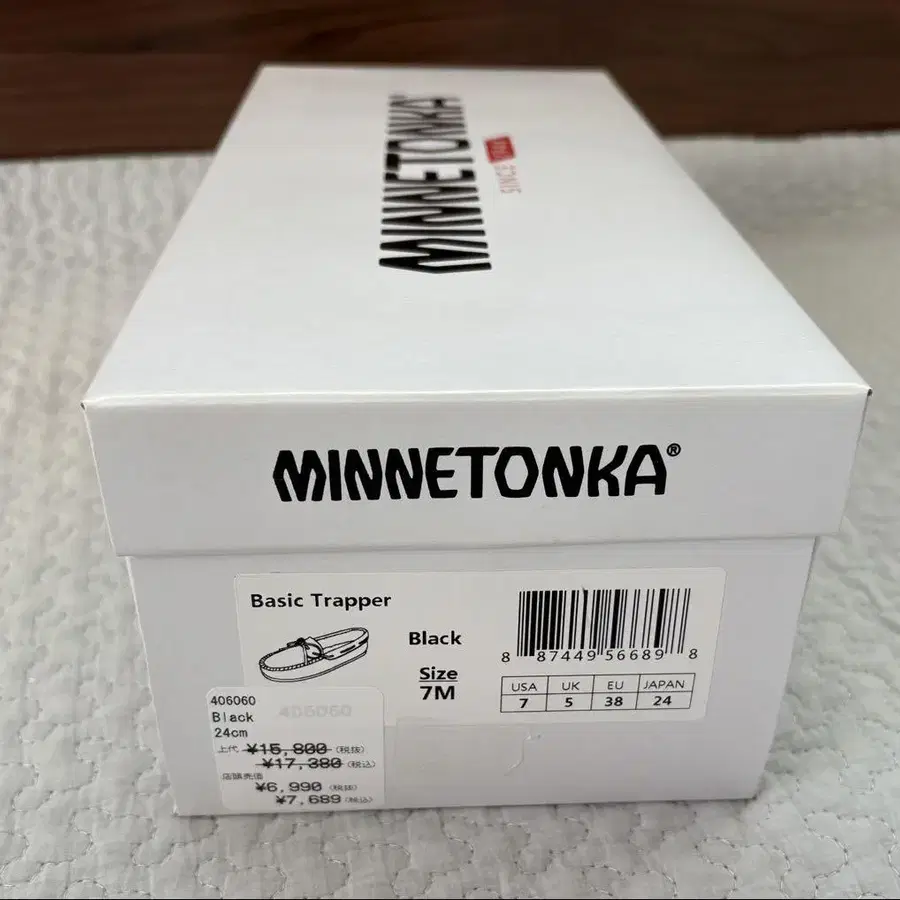 MINNETONKA®
SINCE 1946
MINNETONKA®
Basic Trapper
Black
Size
7M
8 87449 56689 8
USA UK EU JAPAN
7 5 38 24
406060
406060
Black
24cm
上代 ¥15,800 (税抜)
¥17,380 (税込)
店頭売価
¥6,990 (税抜)
¥7,689 (税込)